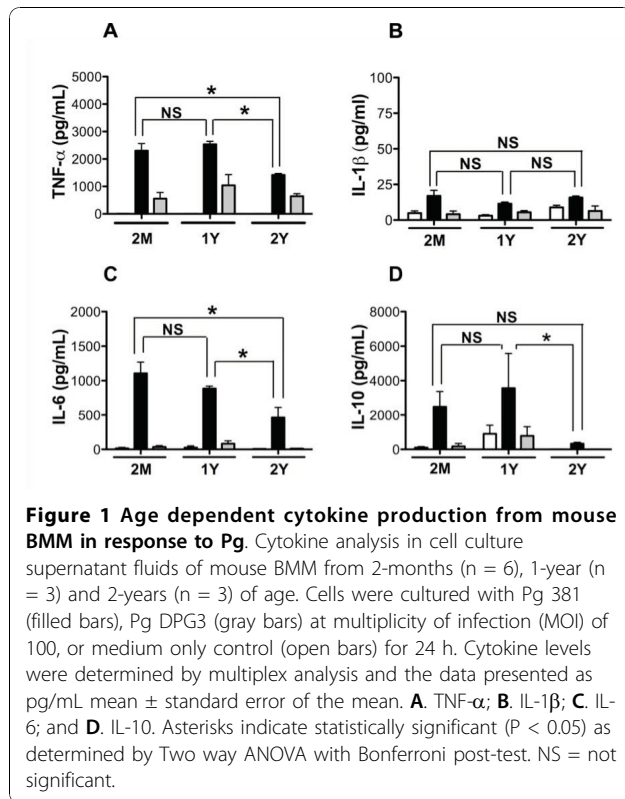 A
B
5000
4000
3000
2000
1000
0
TNF-α (pg/mL)
*
NS
*
2M 1Y 2Y
100
75
50
25
0
IL-1β (pg/ml)
NS
NS
NS
2M 1Y 2Y
C
D
2000
1500
1000
500
0
IL-6 (pg/mL)
*
NS
*
2M 1Y 2Y
10000
8000
6000
4000
2000
0
IL-10 (pg/mL)
NS
NS
*
2M 1Y 2Y
Figure 1 Age dependent cytokine production from mouse
BMM in response to Pg. Cytokine analysis in cell culture
supernatant fluids of mouse BMM from 2-months (n = 6), 1-year (n
= 3) and 2-years (n = 3) of age. Cells were cultured with Pg 381
(filled bars), Pg DPG3 (gray bars) at multiplicity of infection (MOI) of
100, or medium only control (open bars) for 24 h. Cytokine levels
were determined by multiplex analysis and the data presented as
pg/mL mean ± standard error of the mean. A. TNF-α; B. IL-1β; C. IL-
6; and D. IL-10. Asterisks indicate statistically significant (P < 0.05) as
determined by Two way ANOVA with Bonferroni post-test. NS = not
significant.